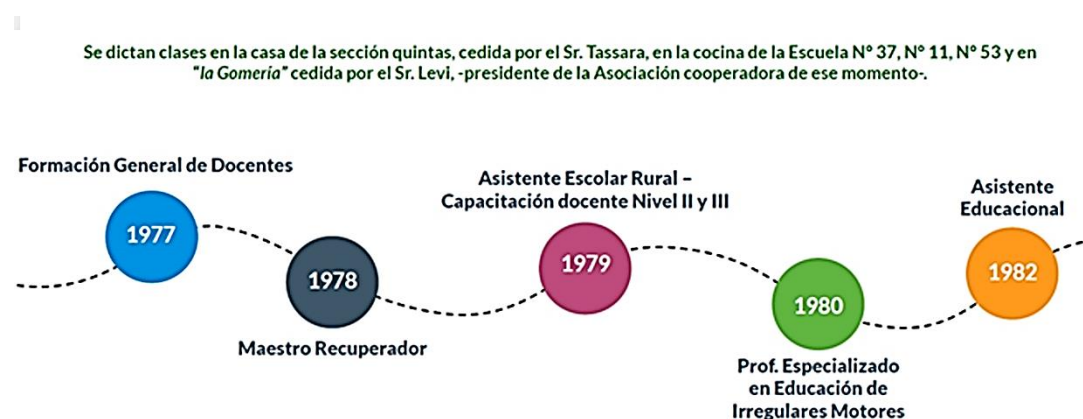 Se dictan clases en la casa de la sección quintas, cedida por el Sr. Tassara, en la cocina de la Escuela N° 37, N° 11, N° 53 y en
"la Gomería" cedida por el Sr. Levi, -presidente de la Asociación cooperadora de ese momento-.
Formación General de Docentes
1977
1978
Maestro Recuperador
Asistente Escolar Rural –
Capacitación docente Nivel II y III
1979
1980
Prof. Especializado
en Educación de
Irregulares Motores
Asistente
Educacional
1982